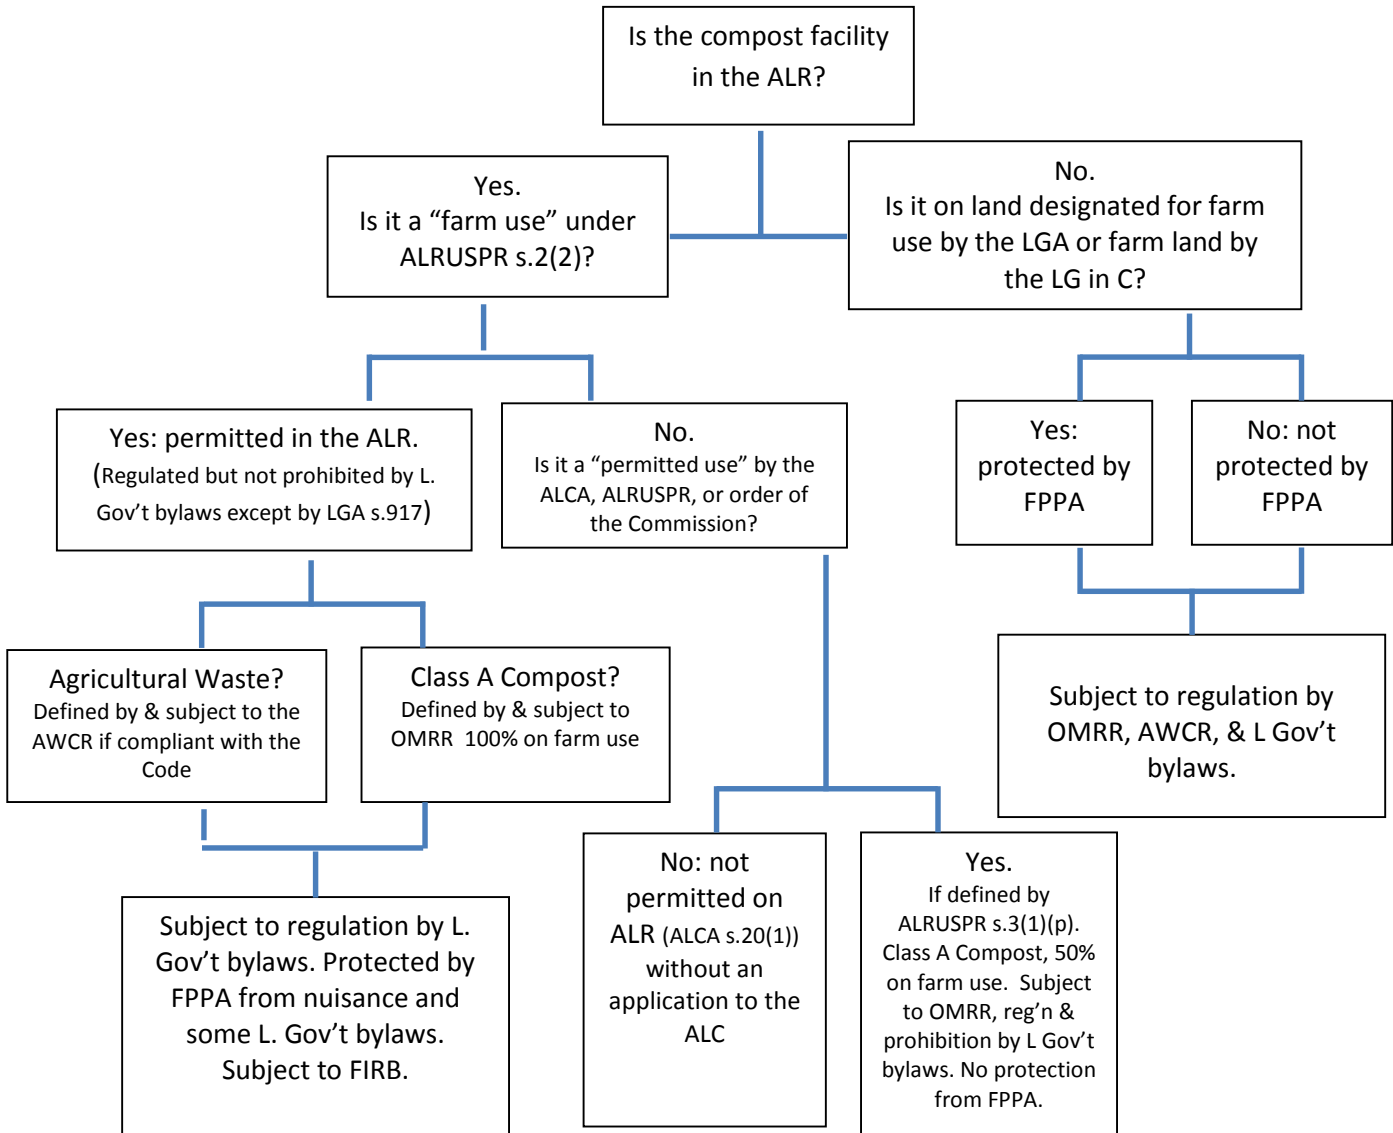 Is the compost facility
in the ALR?
Yes.
Is it a “farm use” under
ALRUSPR s.2(2)?
No.
Is it on land designated for farm
use by the LGA or farm land by
the LG in C?
Yes: permitted in the ALR.
(Regulated but not prohibited by L.
Gov’t bylaws except by LGA s.917)
No.
Is it a “permitted use” by the
ALCA, ALRUSPR, or order of
the Commission?
Yes:
protected by
FPPA
No: not
protected by
FPPA
Agricultural Waste?
Defined by & subject to the
AWCR if compliant with the
Code
Class A Compost?
Defined by & subject to
OMRR 100% on farm use
Subject to regulation by
OMRR, AWCR, & L Gov’t
bylaws.
Subject to regulation by L.
Gov’t bylaws. Protected by
FPPA from nuisance and
some L. Gov’t bylaws.
Subject to FIRB.
No: not
permitted on
ALR (ALCA s.20(1))
without an
application to the
ALC
Yes.
If defined by
ALRUSPR s.3(1)(p).
Class A Compost, 50%
on farm use. Subject
to OMRR, reg’n &
prohibition by L Gov’t
bylaws. No protection
from FPPA.